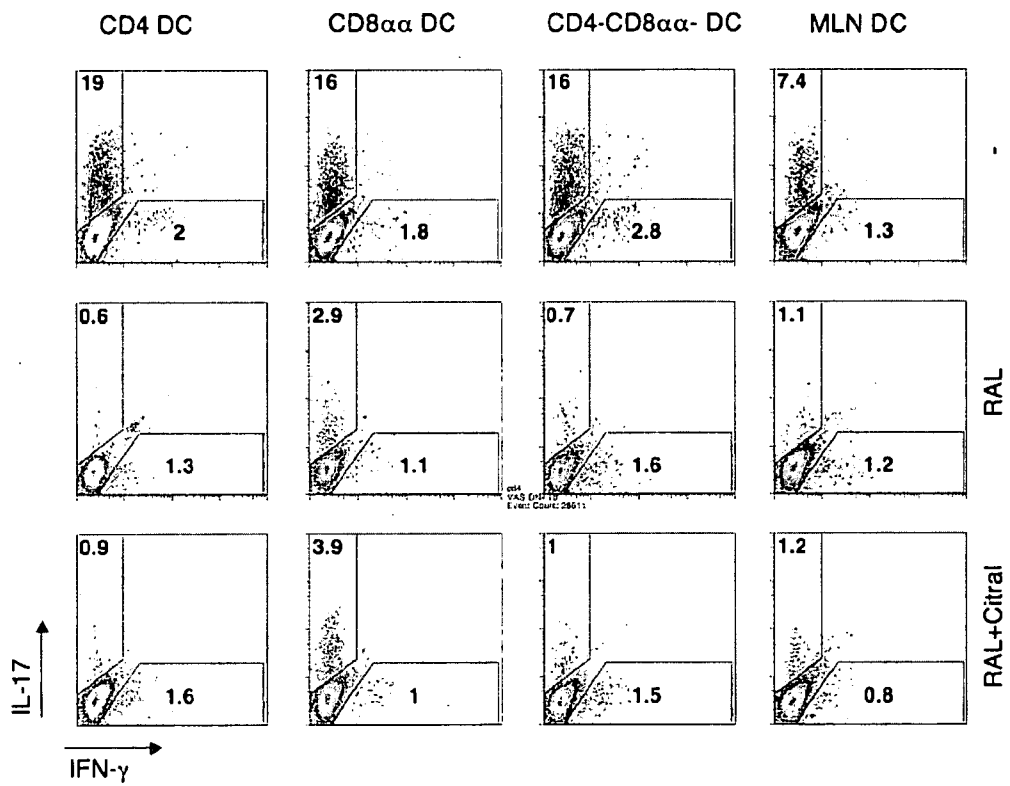 CD4 DC
CD8αα DC
CD4-CD8αα- DC
MLN DC
19
16
16
7.4
-
2
1.8
2.8
1.3
0.6
2.9
0.7
1.1
RAL
1.3
1.1
1.6
1.2
cd4
Event Count:
0.9
3.9
1
1.2
RAL+Citral
1.6
1
1.5
0.8
IL-17
IFN-γ